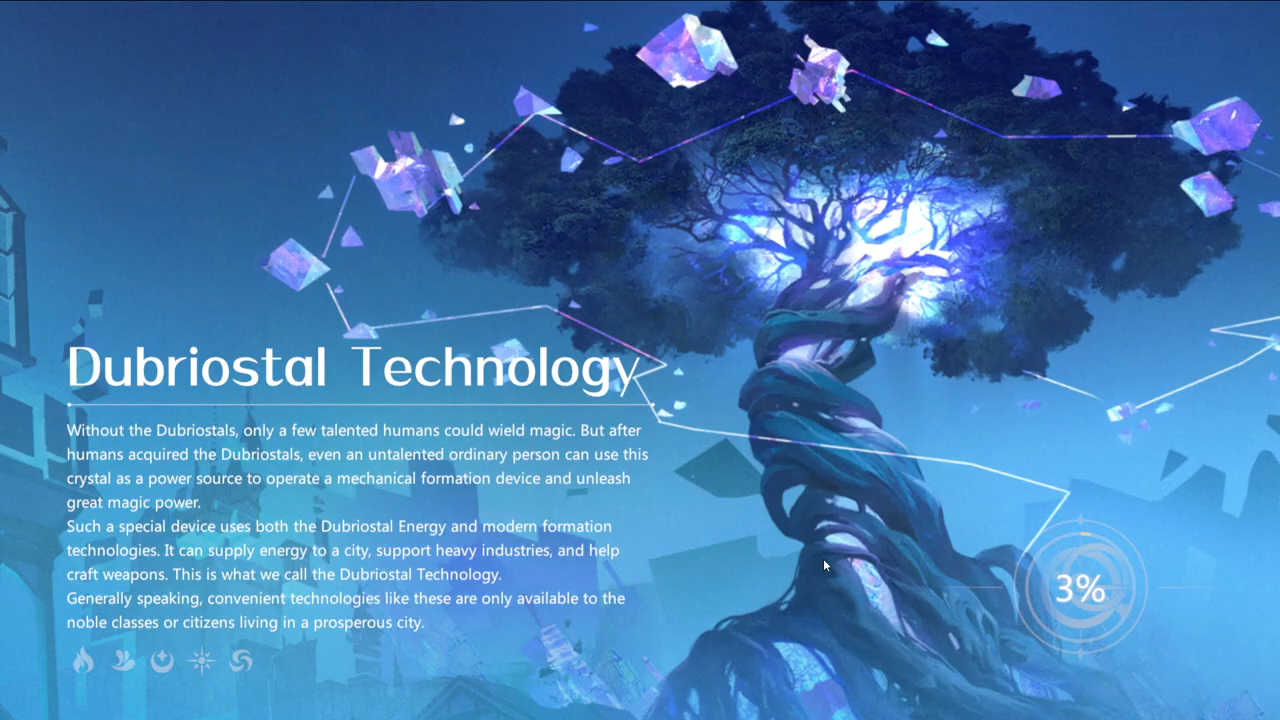 Dubriostal Technology
Without the Dubriostals, only a few talented humans could wield magic. But after
humans acquired the Dubriostals, even an untalented ordinary person can use this
crystal as a power source to operate a mechanical formation device and unleash
great magic power.
Such a special device uses both the Dubriostal Energy and modern formation
technologies. It can supply energy to a city, support heavy industries, and help
craft weapons. This is what we call the Dubriostal Technology.
Generally speaking, convenient technologies like these are only available to the
noble classes or citizens living in a prosperous city.
3%